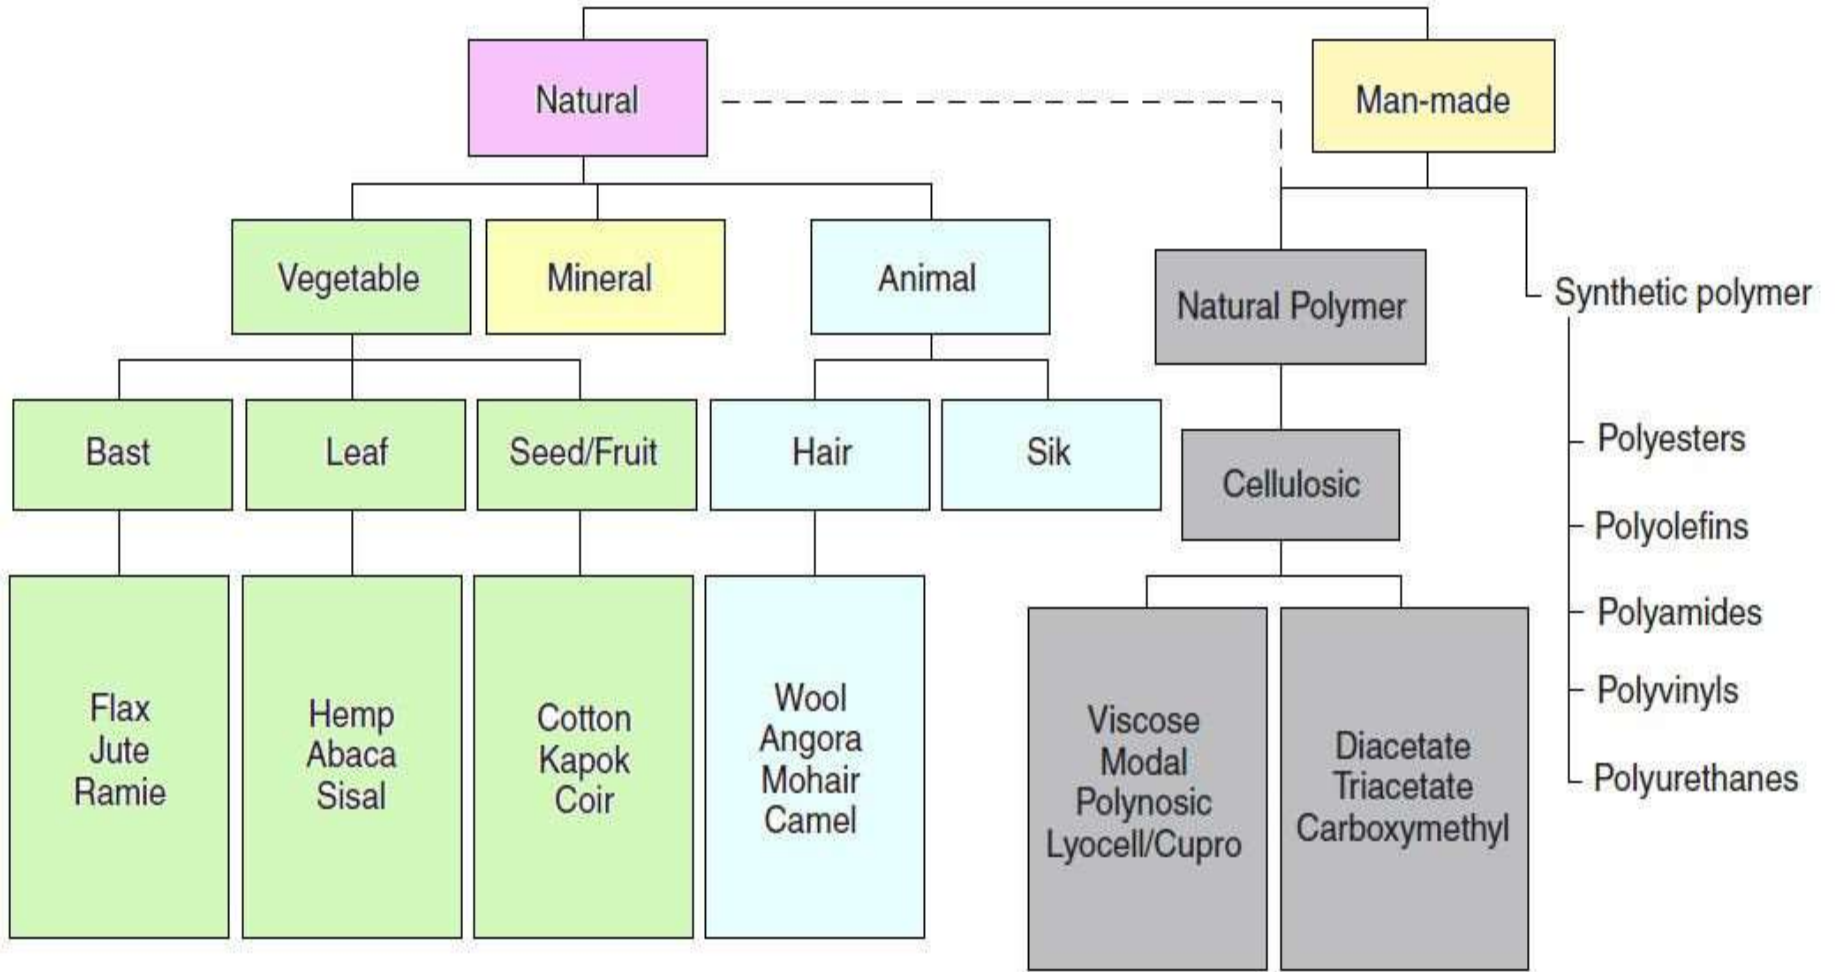 Natural
Man-made
Vegetable
Mineral
Animal
Natural Polymer
Synthetic polymer
Bast
Leaf
Seed/Fruit
Hair
Sik
Cellulosic
Polyesters
Polyolefins
Polyamides
Polyvinyls
Polyurethanes
Flax
Jute
Ramie
Hemp
Abaca
Sisal
Cotton
Kapok
Coir
Wool
Angora
Mohair
Camel
Viscose
Modal
Polynosic
Lyocell/Cupro
Diacetate
Triacetate
Carboxymethyl